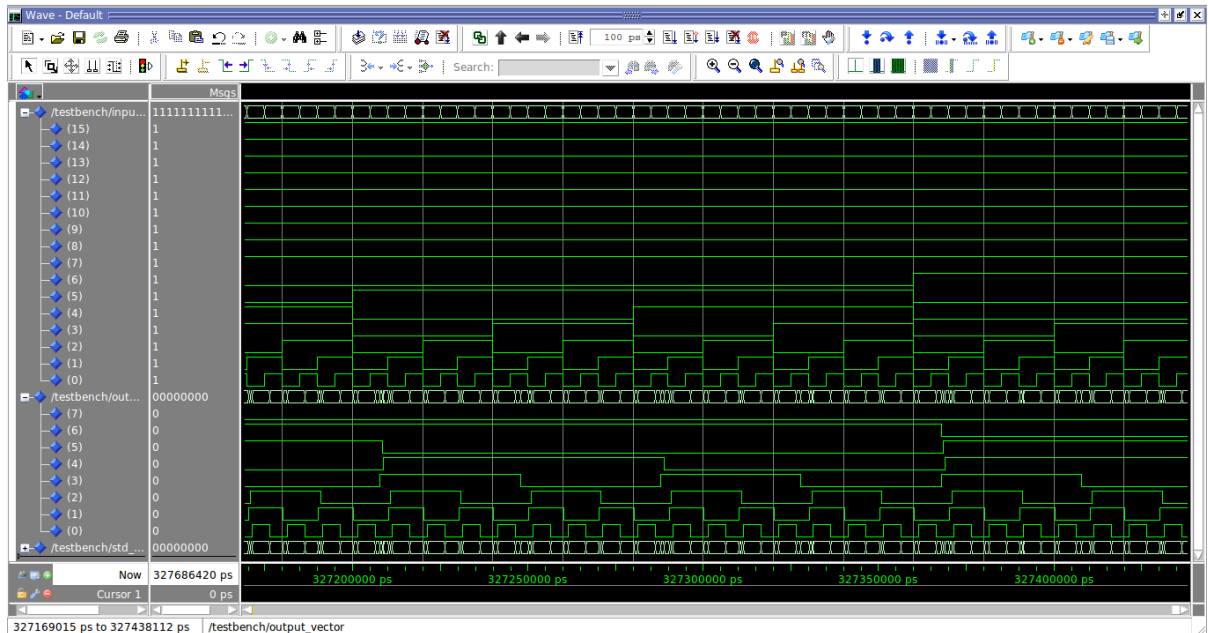 Wave - Default
100 ps
Search:
Msgs
/testbench/inpu... 1111111111...
(15) 1
(14) 1
(13) 1
(12) 1
(11) 1
(10) 1
(9) 1
(8) 1
(7) 1
(6) 1
(5) 1
(4) 1
(3) 1
(2) 1
(1) 1
(0) 1
/testbench/out... 00000000
(7) 0
(6) 0
(5) 0
(4) 0
(3) 0
(2) 0
(1) 0
(0) 0
/testbench/std_... 00000000
Now 327686420 ps 327200000 ps 327250000 ps 327300000 ps 327350000 ps 327400000 ps
Cursor 1 0 ps
327169015 ps to 327438112 ps /testbench/output_vector